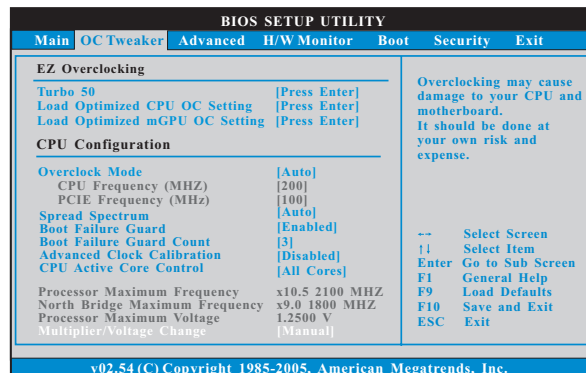 BIOS SETUP UTILITY
Main OC Tweaker Advanced H/W Monitor Boot Security Exit
EZ Overclocking
Turbo 50 [Press Enter]
Load Optimized CPU OC Setting [Press Enter]
Load Optimized mGPU OC Setting [Press Enter]
CPU Configuration
Overclock Mode [Auto]
CPU Frequency (MHZ) [200]
PCIE Frequency (MHz) [100]
Spread Spectrum [Auto]
Boot Failure Guard [Enabled]
Boot Failure Guard Count [3]
Advanced Clock Calibration [Disabled]
CPU Active Core Control [All Cores]
Processor Maximum Frequency x10.5 2100 MHZ
North Bridge Maximum Frequency x9.0 1800 MHZ
Processor Maximum Voltage 1.2500 V
Multiplier/Voltage Change [Manual]
Overclocking may cause
damage to your CPU and
motherboard.
It should be done at
your own risk and
expense.
←→ Select Screen
↑↓ Select Item
Enter Go to Sub Screen
F1 General Help
F9 Load Defaults
F10 Save and Exit
ESC Exit
v02.54 (C) Copyright 1985-2005, American Megatrends, Inc.